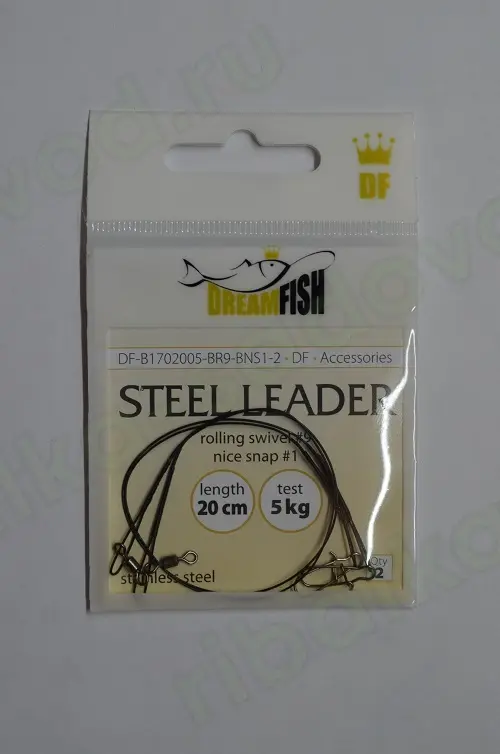 DF
DREAMFISH
DF-B1702005-BR9-BNS1-2 - DF - Accessories
STEEL LEADER
rolling swivel #9
nice snap #1
length
20 cm
test
5 kg
stainless steel
Qty
02